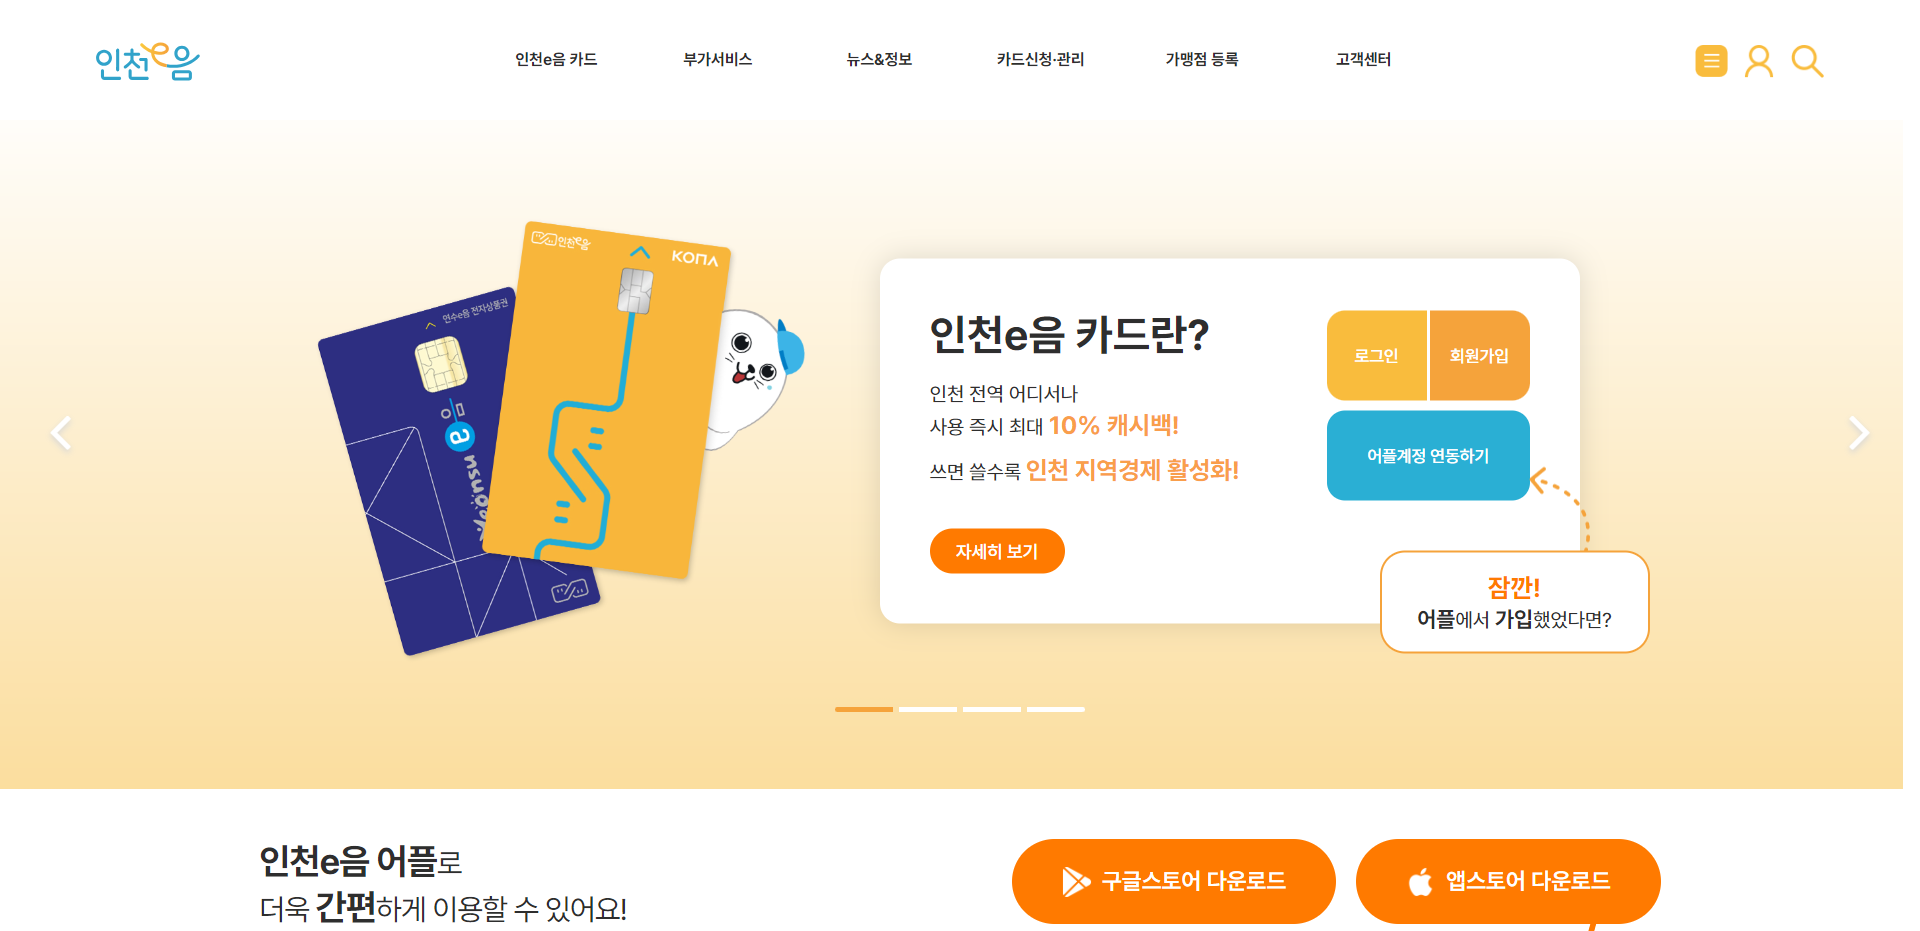 인천e음
인천e음 카드
부가서비스
뉴스&정보
카드신청·관리
가맹점 등록
고객센터
인천e음
KONA
연수e음 전자상품권
인천e음 카드란?
인천 전역 어디서나
사용 즉시 최대 10% 캐시백!
쓰면 쓸수록 인천 지역경제 활성화!
자세히 보기
로그인
회원가입
어플계정 연동하기
잠깐!
어플에서 가입했었다면?
인천e음 어플로
더욱 간편하게 이용할 수 있어요!
구글스토어 다운로드
앱스토어 다운로드